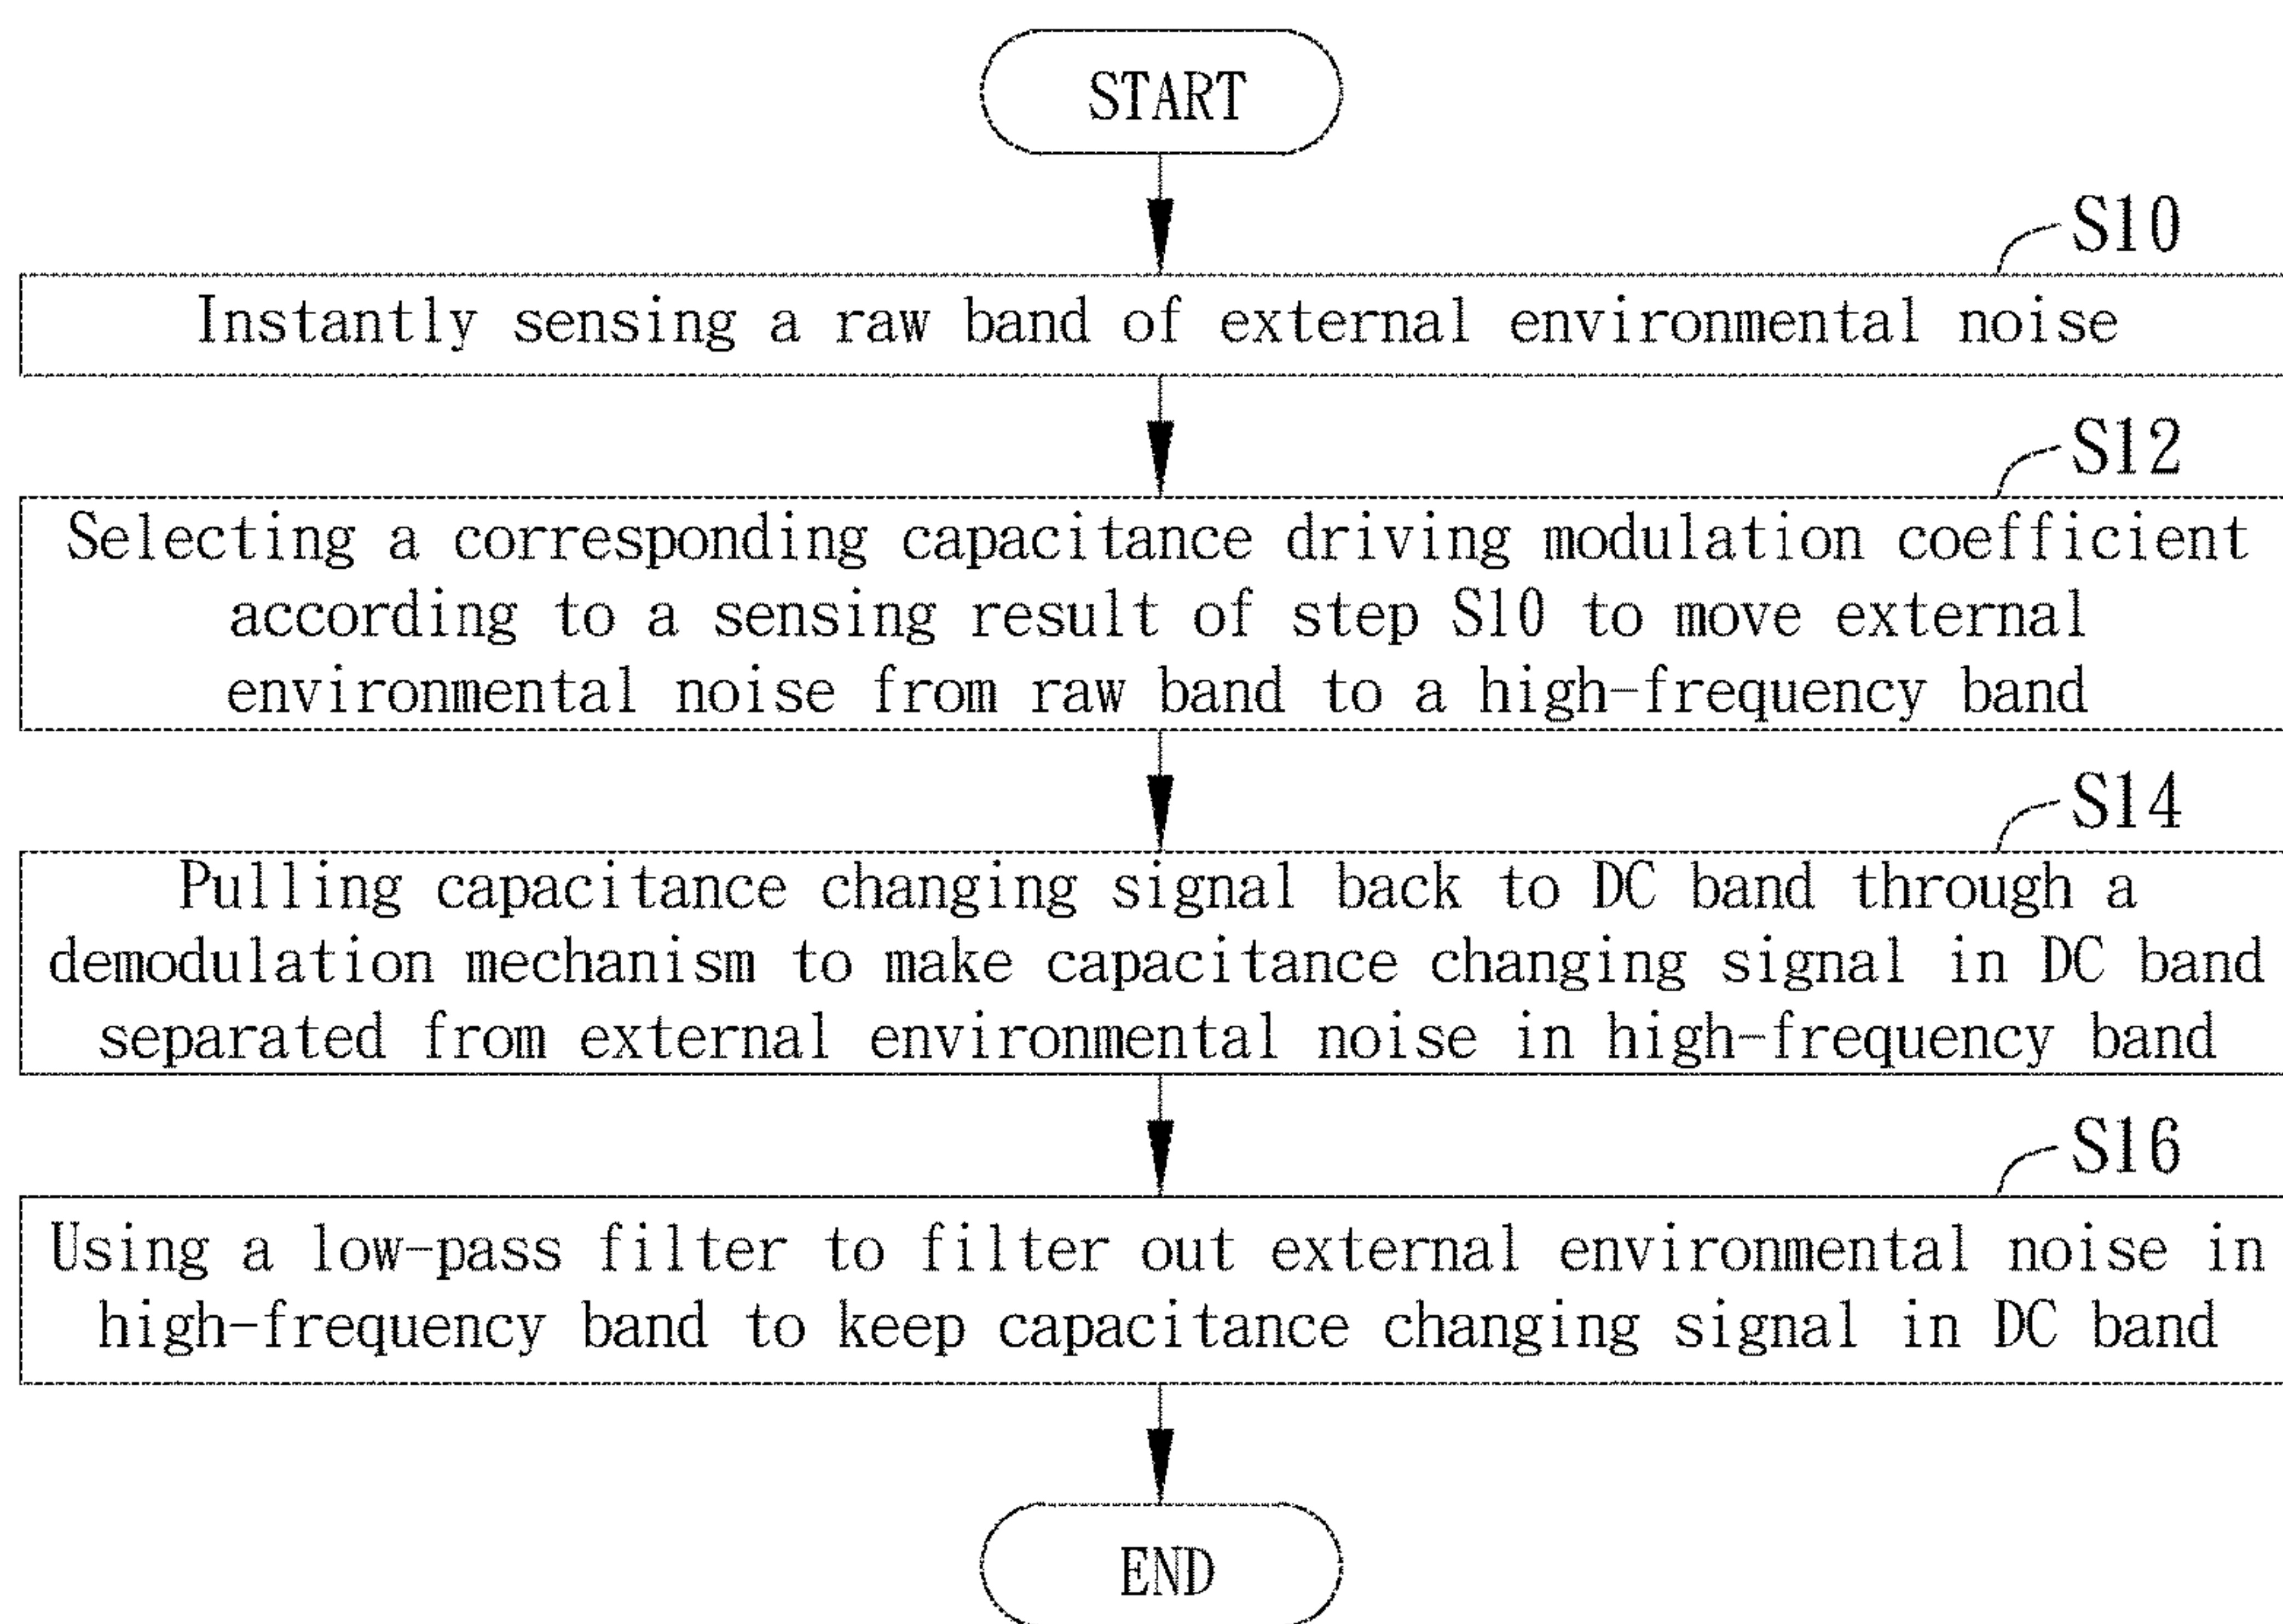 START
S10
Instantly sensing a raw band of external environmental noise
S12
Selecting a corresponding capacitance driving modulation coefficient
according to a sensing result of step S10 to move external
environmental noise from raw band to a high-frequency band
S14
Pulling capacitance changing signal back to DC band through a
demodulation mechanism to make capacitance changing signal in DC band
separated from external environmental noise in high-frequency band
S16
Using a low-pass filter to filter out external environmental noise in
high-frequency band to keep capacitance changing signal in DC band
END